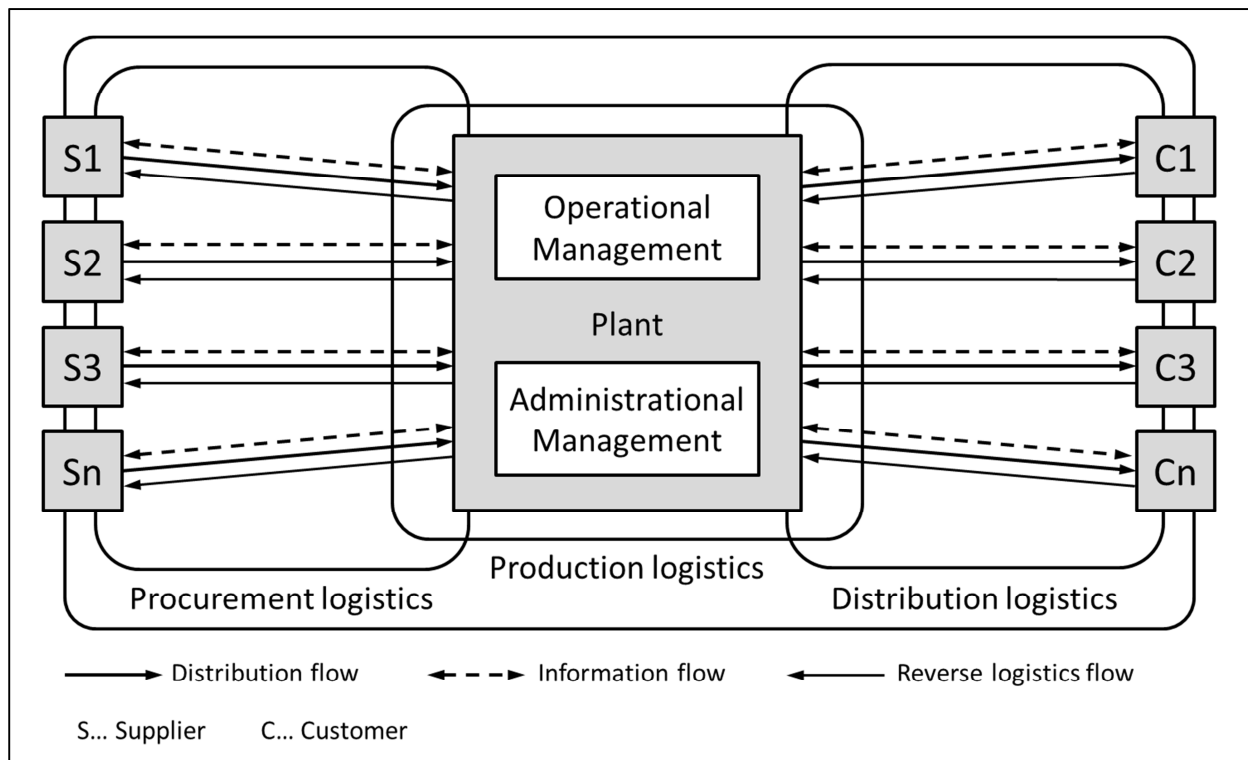 S1
S2
S3
Sn
Operational
Management
Plant
Administrational
Management
C1
C2
C3
Cn
Procurement logistics
Production logistics
Distribution logistics
Distribution flow
Information flow
Reverse logistics flow
S... Supplier
C... Customer